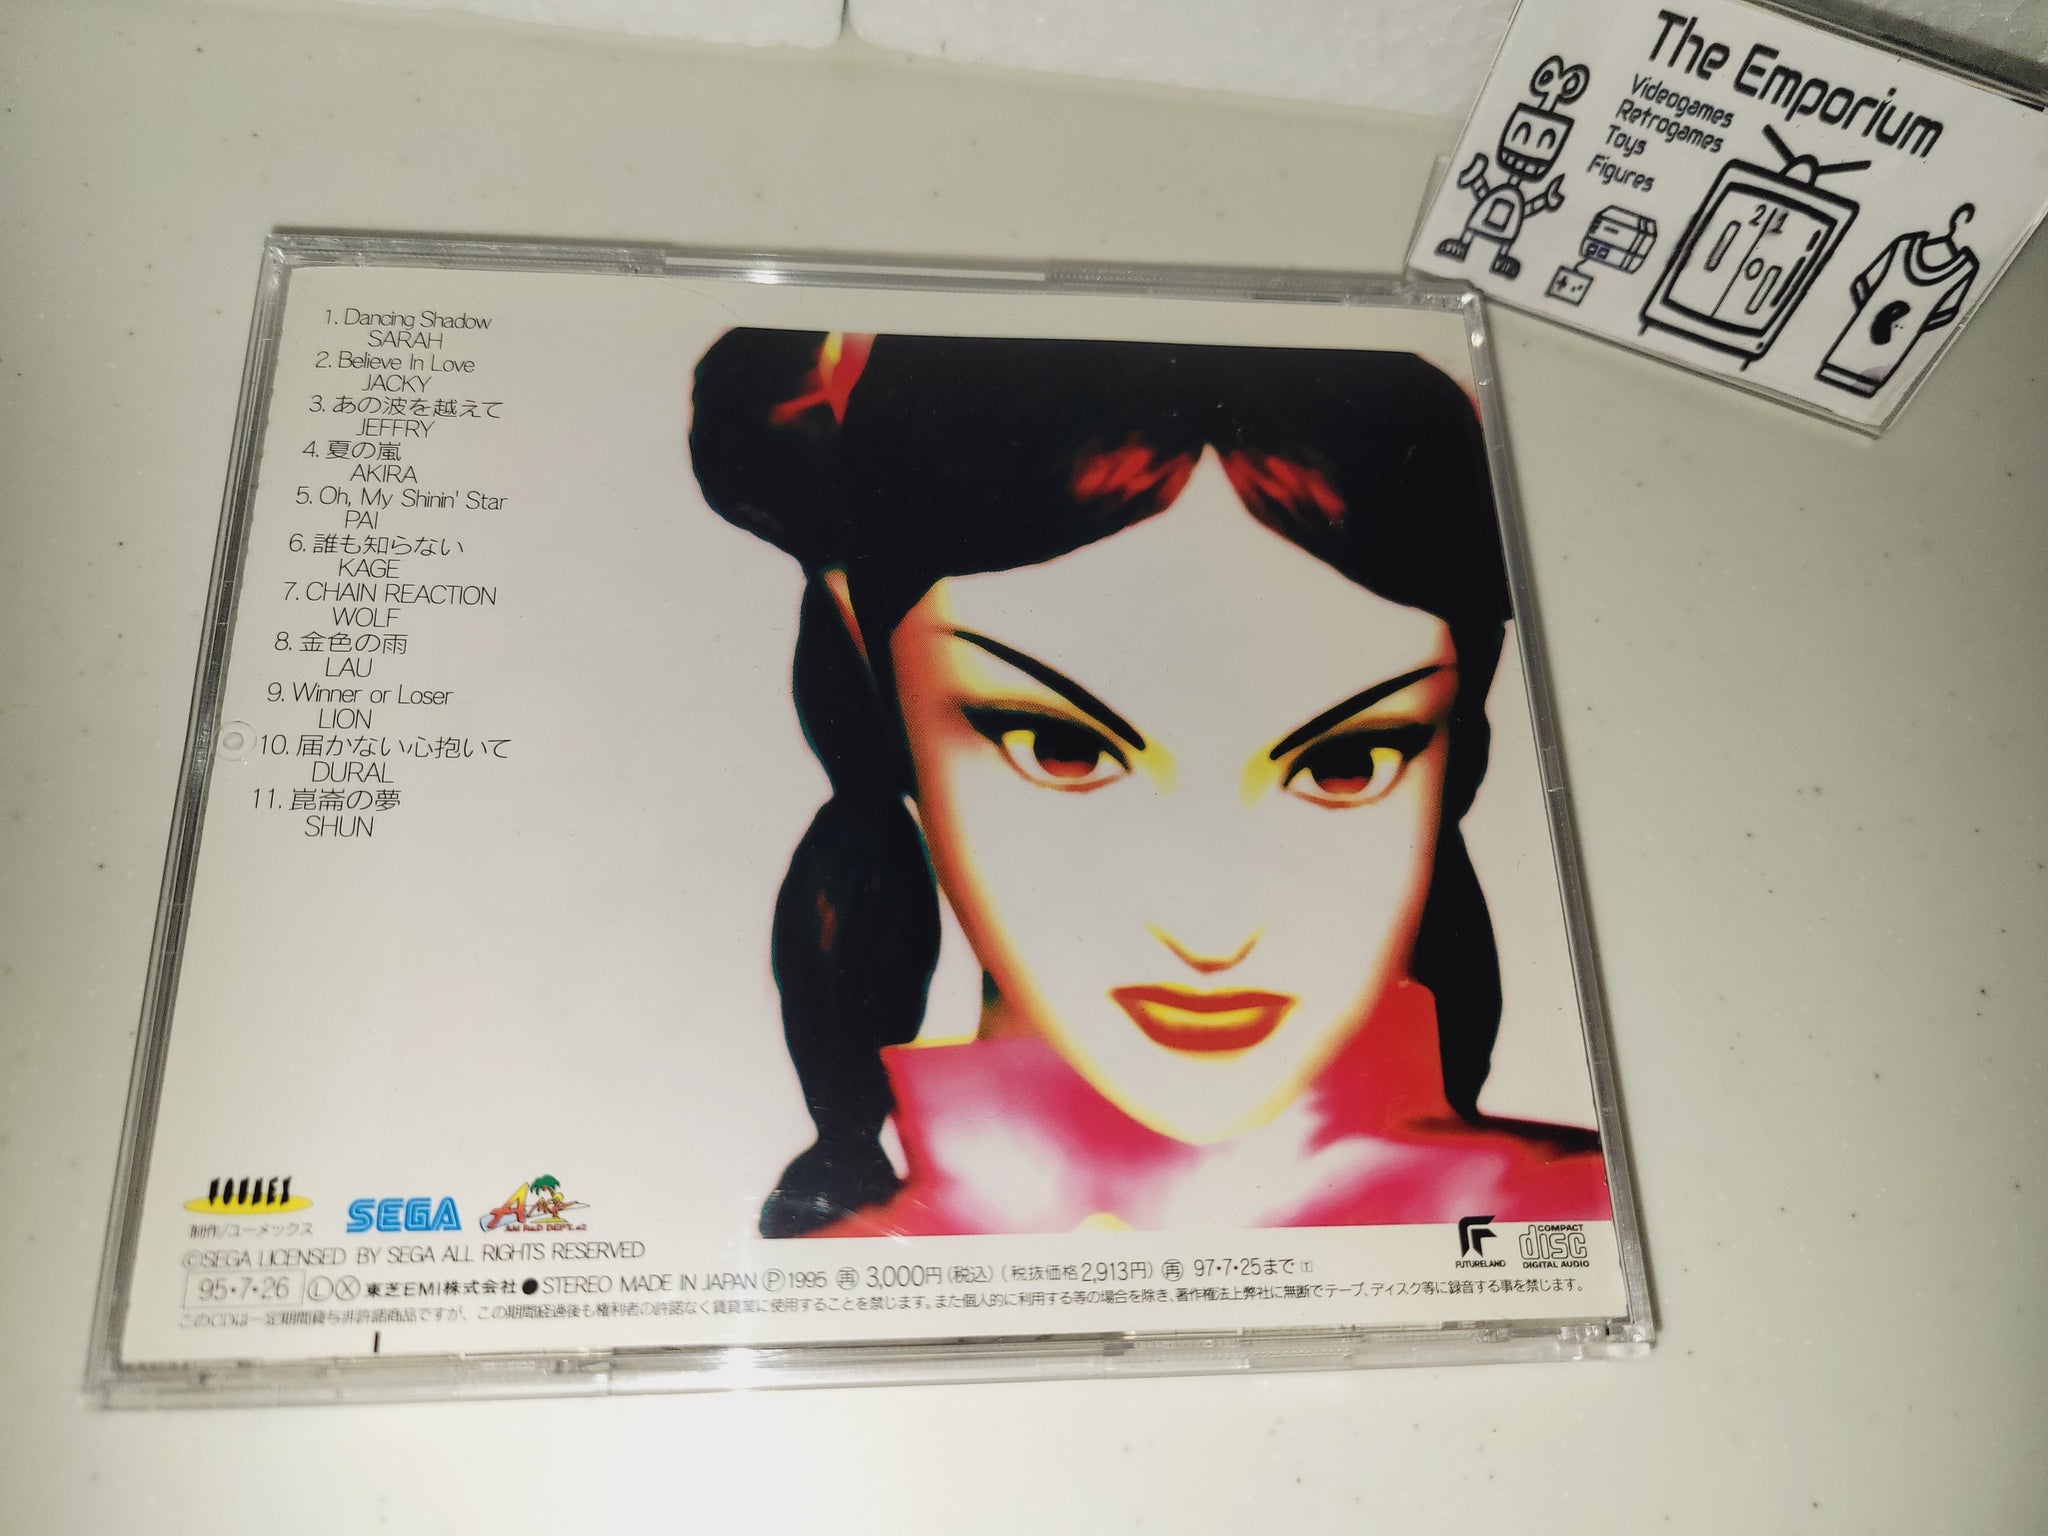 The Emporium
Videogames
Retrogames
Toys
Figures
21
1. Dancing Shadow
SARAH
2. Believe In Love
JACKY
3. あの波を越えて
JEFFRY
4. 夏の嵐
AKIRA
5. Oh, My Shinin' Star
PAI
6. 誰も知らない
KAGE
7. CHAIN REACTION
WOLF
8. 金色の雨
LAU
9. Winner or Loser
LION
10. 届かない心抱いて
DURAL
11. 崑崙の夢
SHUN
制作/ユーメックス
SEGA
AM2
AM R&D DEPT.#2
FUTURELAND
COMPACT
disc
DIGITAL AUDIO
©SEGA LICENSED BY SEGA ALL RIGHTS RESERVED
95・7・26 Ⓛ Ⓧ 東芝EMI株式会社 ●STEREO MADE IN JAPAN Ⓟ1995 ㊢ 3,000円(税込) (税抜価格2,913円) 97・7・25まで
このCDは一定期間貸与非許諾商品ですが、この期間経過後も権利者の許諾なく賃貸業に使用することを禁じます。また個人的に利用する等の場合を除き、著作権法上弊社に無断でテープ、ディスク等に録音する事を禁じます。